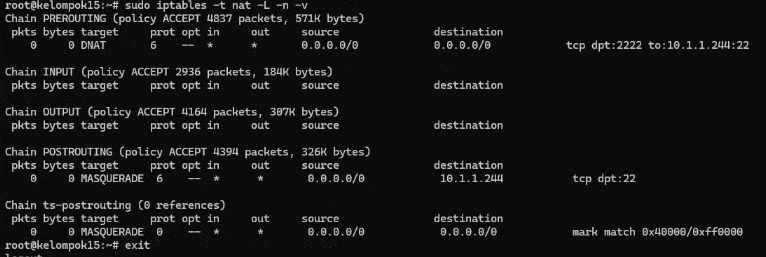 root@kelompok15:~# sudo iptables -t nat -L -n -v
Chain PREROUTING (policy ACCEPT 4837 packets, 571K bytes)
pkts bytes target prot opt in out source destination
0 0 DNAT 6 -- * * 0.0.0.0/0 0.0.0.0/0 tcp dpt:2222 to:10.1.1.244:22
Chain INPUT (policy ACCEPT 2936 packets, 184K bytes)
pkts bytes target prot opt in out source destination
Chain OUTPUT (policy ACCEPT 4164 packets, 307K bytes)
pkts bytes target prot opt in out source destination
Chain POSTROUTING (policy ACCEPT 4394 packets, 326K bytes)
pkts bytes target prot opt in out source destination
0 0 MASQUERADE 6 -- * * 0.0.0.0/0 10.1.1.244 tcp dpt:22
Chain ts-postrouting (0 references)
pkts bytes target prot opt in out source destination
0 0 MASQUERADE 0 -- * * 0.0.0.0/0 0.0.0.0/0 mark match 0x40000/0xff0000
root@kelompok15:~# exit